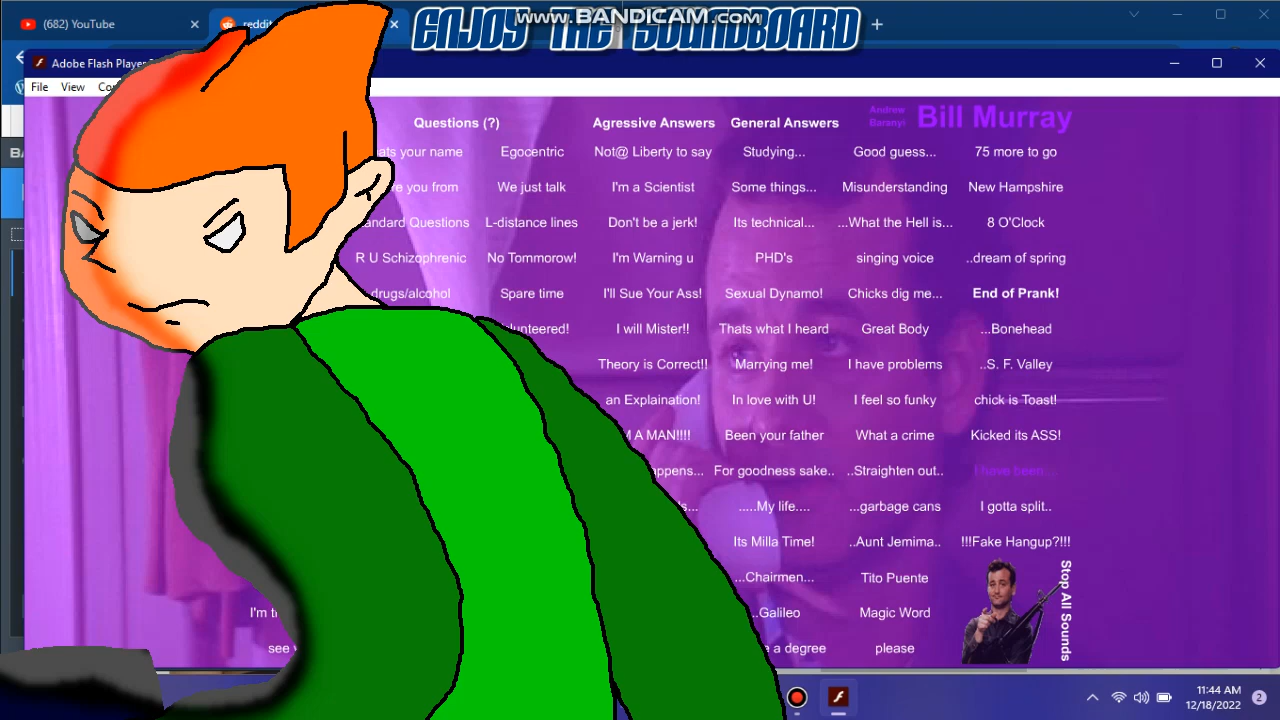 (682) YouTube
reddit
www.BANDICAM.com
ENJOY THE SOUNDBOARD
Adobe Flash Player
File View
Questions (?) Agressive Answers General Answers Andrew Baranyi Bill Murray
your name Egocentric Not@ Liberty to say Studying... Good guess... 75 more to go
you from We just talk I'm a Scientist Some things... Misunderstanding New Hampshire
Questions L-distance lines Don't be a jerk! Its technical... ...What the Hell is... 8 O'Clock
R U Schizophrenic No Tommorow! I'm Warning u PHD's singing voice ..dream of spring
drugs/alcohol Spare time I'll Sue Your Ass! Sexual Dynamo! Chicks dig me... End of Prank!
I will Mister!! Thats what I heard Great Body ...Bonehead
Theory is Correct!! Marrying me! I have problems ..S. F. Valley
an Explaination! In love with U! I feel so funky chick is Toast!
A MAN!!!! Been your father What a crime Kicked its ASS!
For goodness sake.. ..Straighten out.. I have been...
.....My life.... ...garbage cans I gotta split..
Its Milla Time! ..Aunt Jemima.. !!!Fake Hangup?!!!
...Chairmen... Tito Puente
I'm ..Galileo Magic Word
see a degree please
Stop All Sounds
11:44 AM
12/18/2022
2